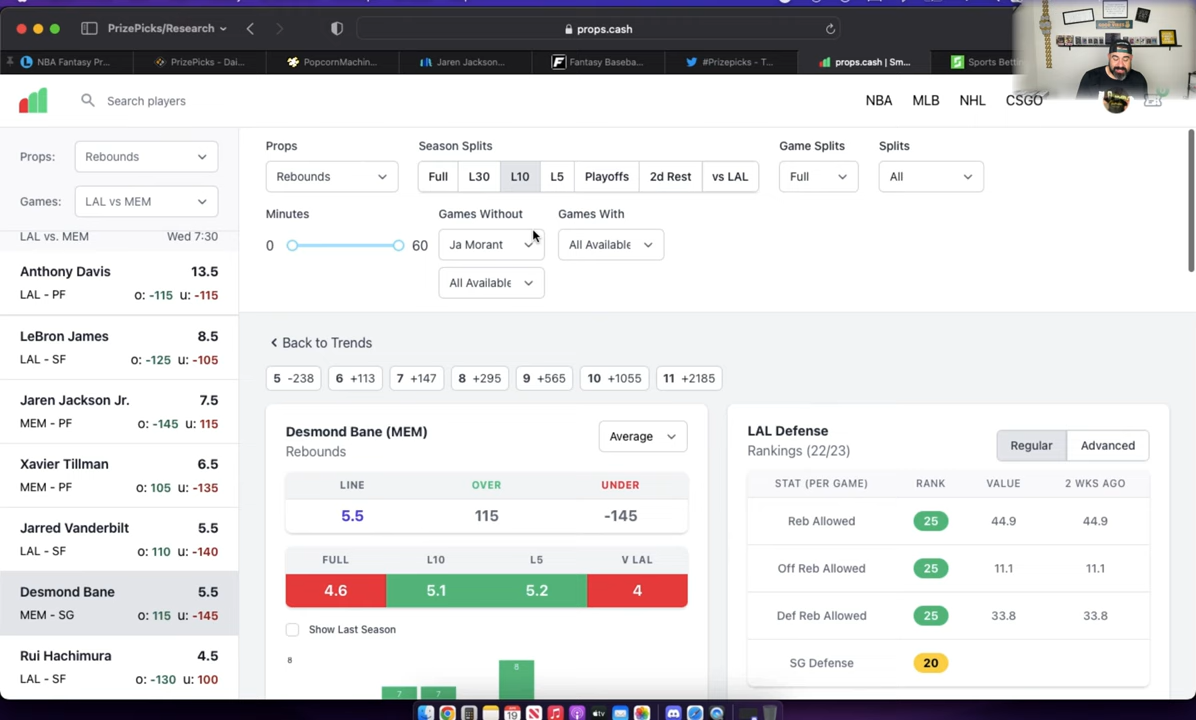 PrizePicks/Research
props.cash
NBA Fantasy Pr...
PrizePicks - Dai...
PopcornMachin...
Jaren Jackson...
Fantasy Baseba...
#Prizepicks - T...
props.cash | Sm...
Sports Betti
Search players
NBA
MLB
NHL
CSGO
Props:
Rebounds
Games:
LAL vs MEM
LAL vs. MEM
Wed 7:30
Anthony Davis
13.5
LAL - PF
o: -115 u: -115
LeBron James
8.5
LAL - SF
o: -125 u: -105
Jaren Jackson Jr.
7.5
MEM - PF
o: -145 u: 115
Xavier Tillman
6.5
MEM - PF
o: 105 u: -135
Jarred Vanderbilt
5.5
LAL - SF
o: 110 u: -140
Desmond Bane
5.5
MEM - SG
o: 115 u: -145
Rui Hachimura
4.5
LAL - SF
o: -130 u: 100
Props
Season Splits
Game Splits
Splits
Rebounds
Full
L30
L10
L5
Playoffs
2d Rest
vs LAL
Full
All
Minutes
Games Without
Games With
0
60
Ja Morant
All Available
All Available
Back to Trends
5 -238
6 +113
7 +147
8 +295
9 +565
10 +1055
11 +2185
Desmond Bane (MEM)
Rebounds
Average
LINE
OVER
UNDER
5.5
115
-145
FULL
L10
L5
V LAL
4.6
5.1
5.2
4
Show Last Season
8
8
7
7
LAL Defense
Rankings (22/23)
Regular
Advanced
STAT (PER GAME)
RANK
VALUE
2 WKS AGO
Reb Allowed
25
44.9
44.9
Off Reb Allowed
25
11.1
11.1
Def Reb Allowed
25
33.8
33.8
SG Defense
20
19